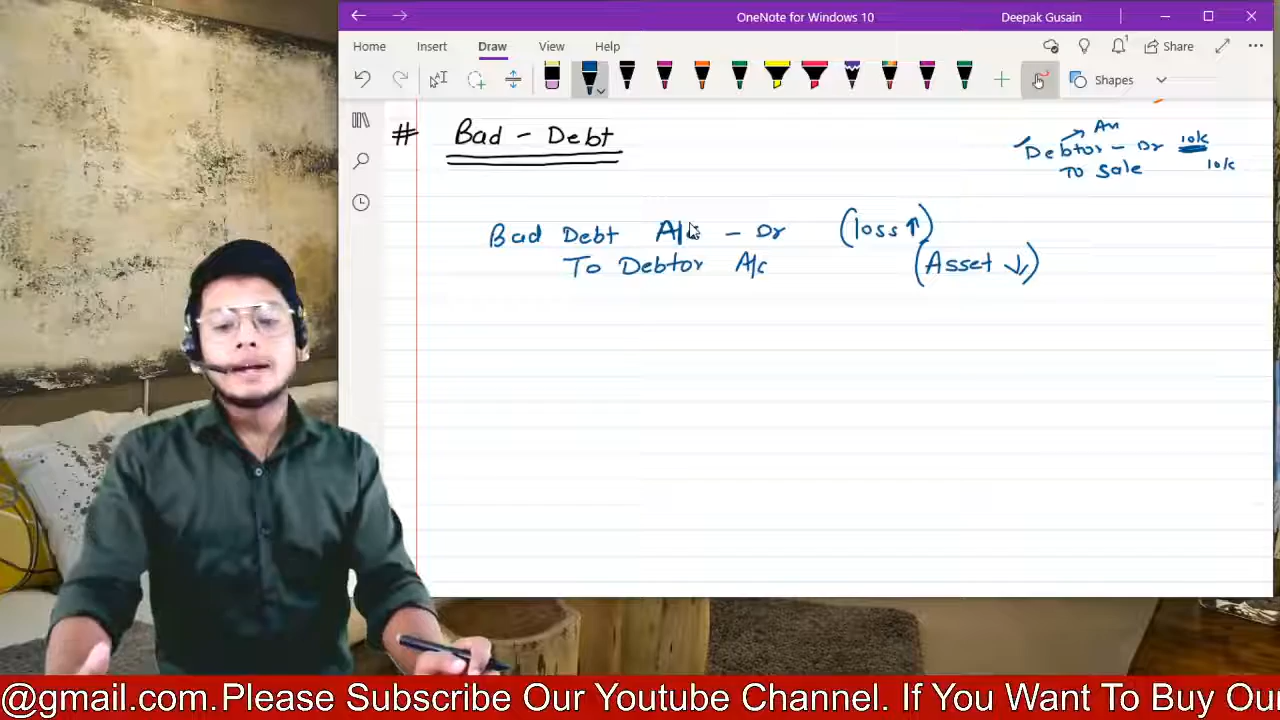 OneNote for Windows 10
Deepak Gusain
Home Insert Draw View Help
Share
Shapes
# Bad - Debt
Debtor - Dr 10k
To Sale 10k
Bad Debt A/c - Dr (loss ↑)
To Debtor A/c (Asset ↓)
@gmail.com.Please Subscribe Our Youtube Channel. If You Want To Buy Our